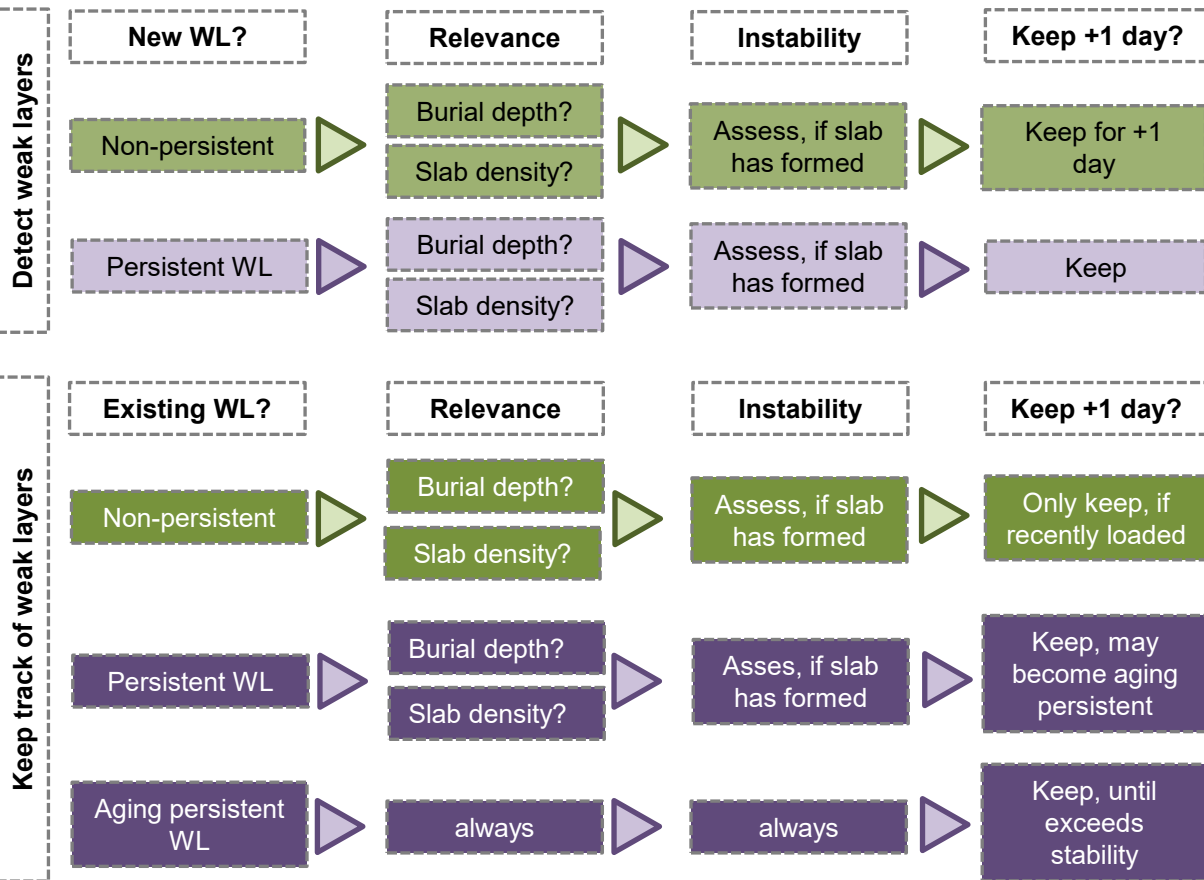 Detect weak layers
New WL?
Relevance
Instability
Keep +1 day?
Non-persistent
Burial depth?
Slab density?
Assess, if slab
has formed
Keep for +1
day
Persistent WL
Burial depth?
Slab density?
Assess, if slab
has formed
Keep
Keep track of weak layers
Existing WL?
Relevance
Instability
Keep +1 day?
Non-persistent
Burial depth?
Slab density?
Assess, if slab
has formed
Only keep, if
recently loaded
Persistent WL
Burial depth?
Slab density?
Asses, if slab
has formed
Keep, may
become aging
persistent
Aging persistent
WL
always
always
Keep, until
exceeds
stability